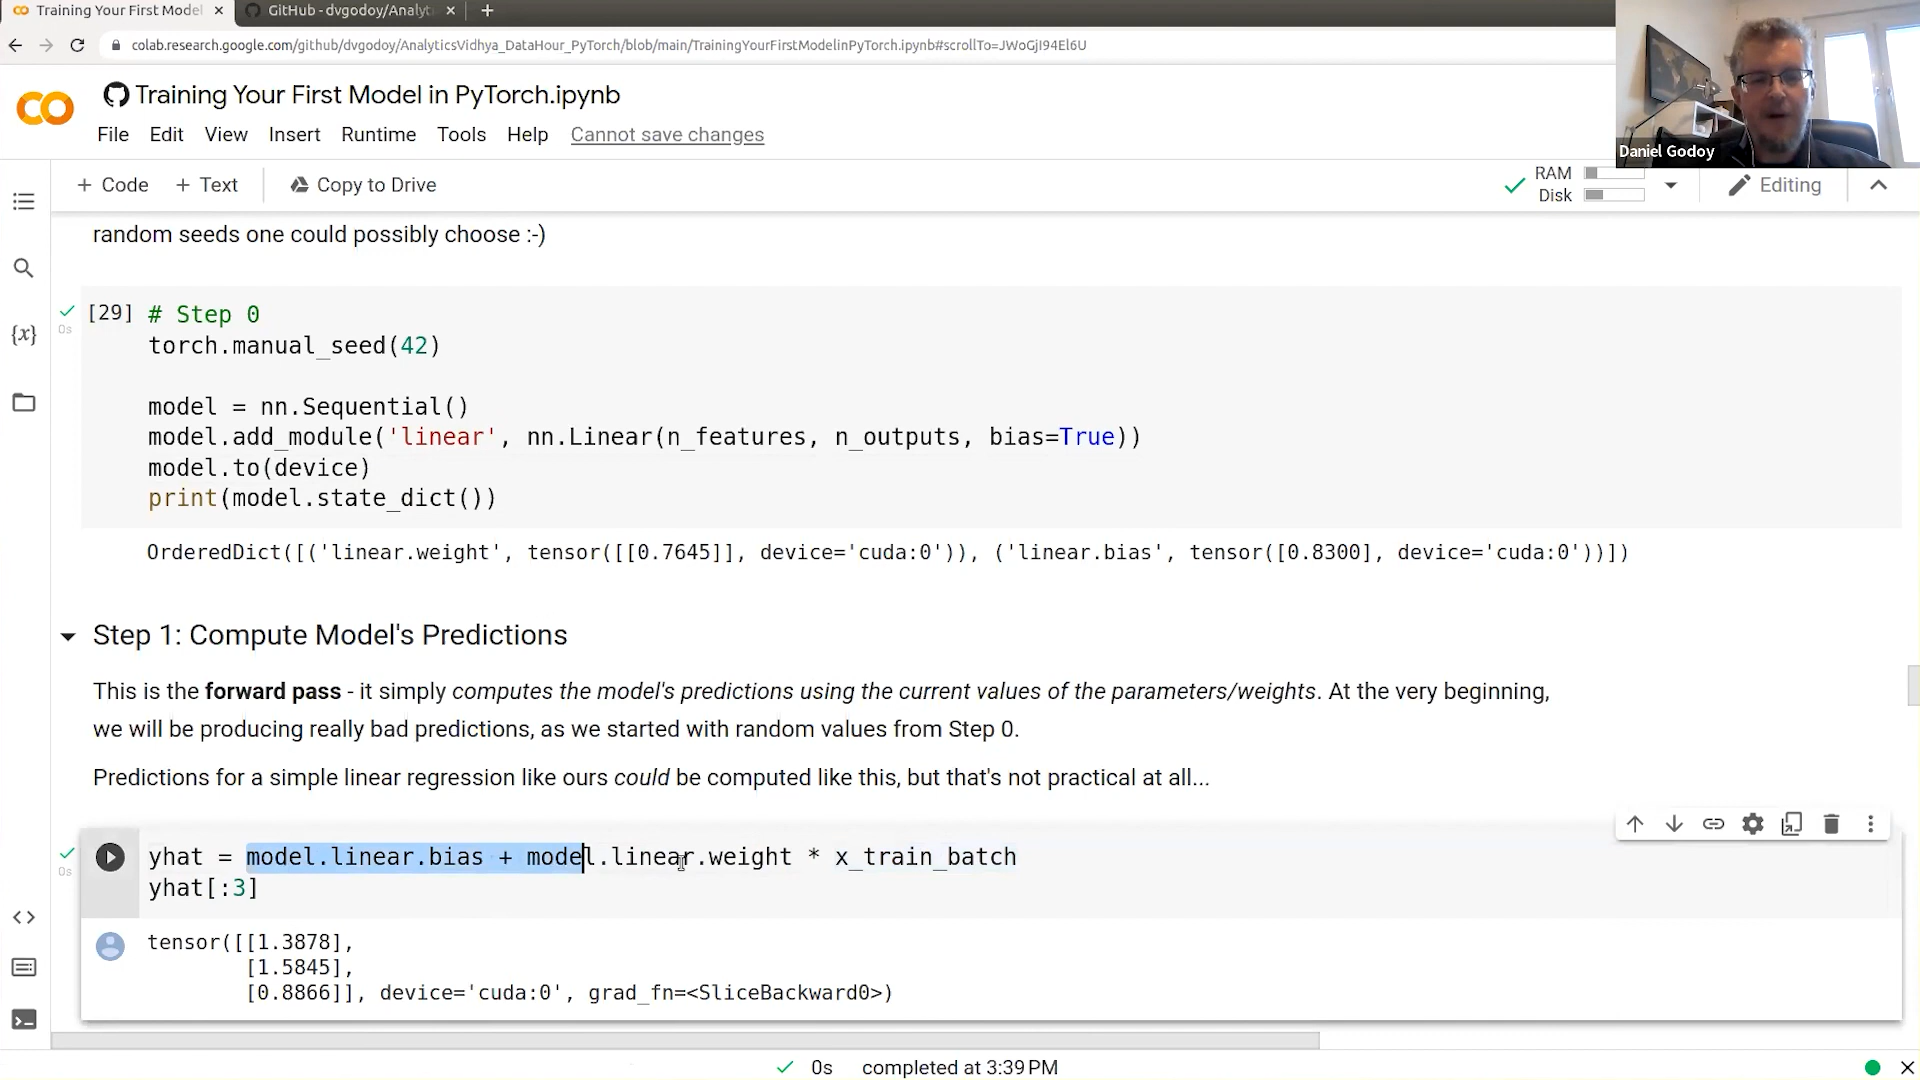 Training Your First Model
GitHub - dvgodoy/Analyt
colab.research.google.com/github/dvgodoy/AnalyticsVidhya_DataHour_PyTorch/blob/main/TrainingYourFirstModelinPyTorch.ipynb#scrollTo=JWoGjI94El6U
Training Your First Model in PyTorch.ipynb
File Edit View Insert Runtime Tools Help Cannot save changes
Daniel Godoy
+ Code + Text Copy to Drive
RAM
Disk
Editing
random seeds one could possibly choose :-)
[29] # Step 0
0s
torch.manual_seed(42)
model = nn.Sequential()
model.add_module('linear', nn.Linear(n_features, n_outputs, bias=True))
model.to(device)
print(model.state_dict())
OrderedDict([('linear.weight', tensor([[0.7645]], device='cuda:0')), ('linear.bias', tensor([0.8300], device='cuda:0'))])
Step 1: Compute Model's Predictions
This is the forward pass - it simply computes the model's predictions using the current values of the parameters/weights. At the very beginning,
we will be producing really bad predictions, as we started with random values from Step 0.
Predictions for a simple linear regression like ours could be computed like this, but that's not practical at all...
yhat = model.linear.bias + model.linear.weight * x_train_batch
0s
yhat[:3]
tensor([[1.3878],
[1.5845],
[0.8866]], device='cuda:0', grad_fn=<SliceBackward0>)
0s completed at 3:39 PM